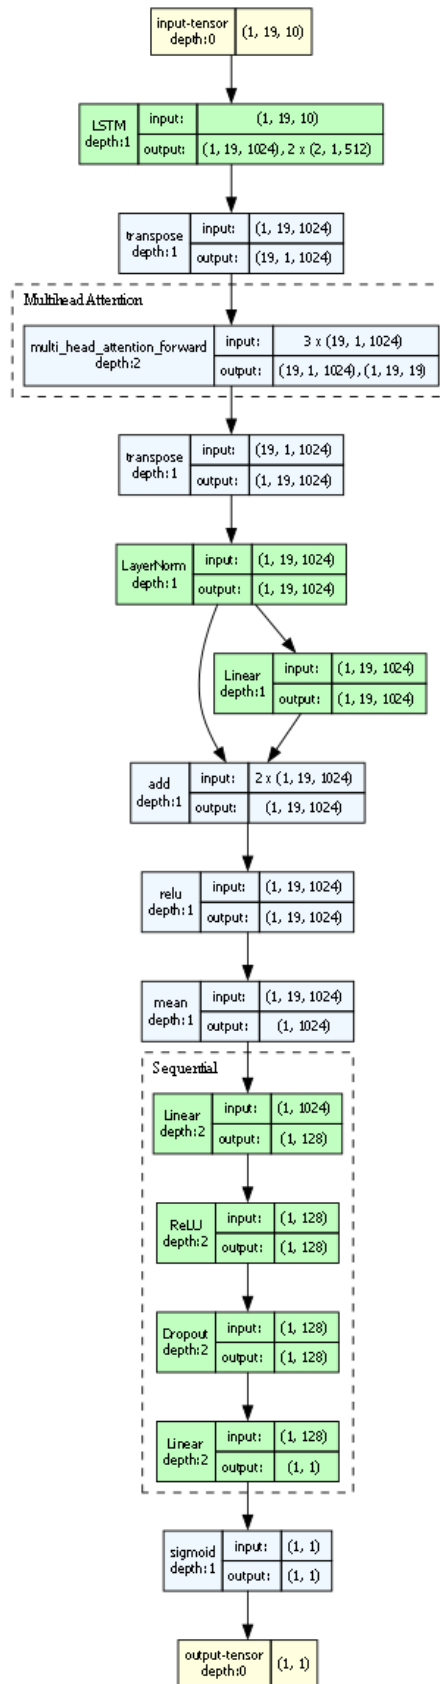 input-tensor
depth:0
(1, 19, 10)
LSTM
depth:1
input:
(1, 19, 10)
output:
(1, 19, 1024), 2 x (2, 1, 512)
transpose
depth:1
input:
(1, 19, 1024)
output:
(19, 1, 1024)
Multihead Attention
multi_head_attention_forward
depth:2
input:
3 x (19, 1, 1024)
output:
(19, 1, 1024), (1, 19, 19)
transpose
depth:1
input:
(19, 1, 1024)
output:
(1, 19, 1024)
LayerNorm
depth:1
input:
(1, 19, 1024)
output:
(1, 19, 1024)
Linear
depth:1
input:
(1, 19, 1024)
output:
(1, 19, 1024)
add
depth:1
input:
2 x (1, 19, 1024)
output:
(1, 19, 1024)
relu
depth:1
input:
(1, 19, 1024)
output:
(1, 19, 1024)
mean
depth:1
input:
(1, 19, 1024)
output:
(1, 1024)
Sequential
Linear
depth:2
input:
(1, 1024)
output:
(1, 128)
ReLU
depth:2
input:
(1, 128)
output:
(1, 128)
Dropout
depth:2
input:
(1, 128)
output:
(1, 128)
Linear
depth:2
input:
(1, 128)
output:
(1, 1)
sigmoid
depth:1
input:
(1, 1)
output:
(1, 1)
output-tensor
depth:0
(1, 1)